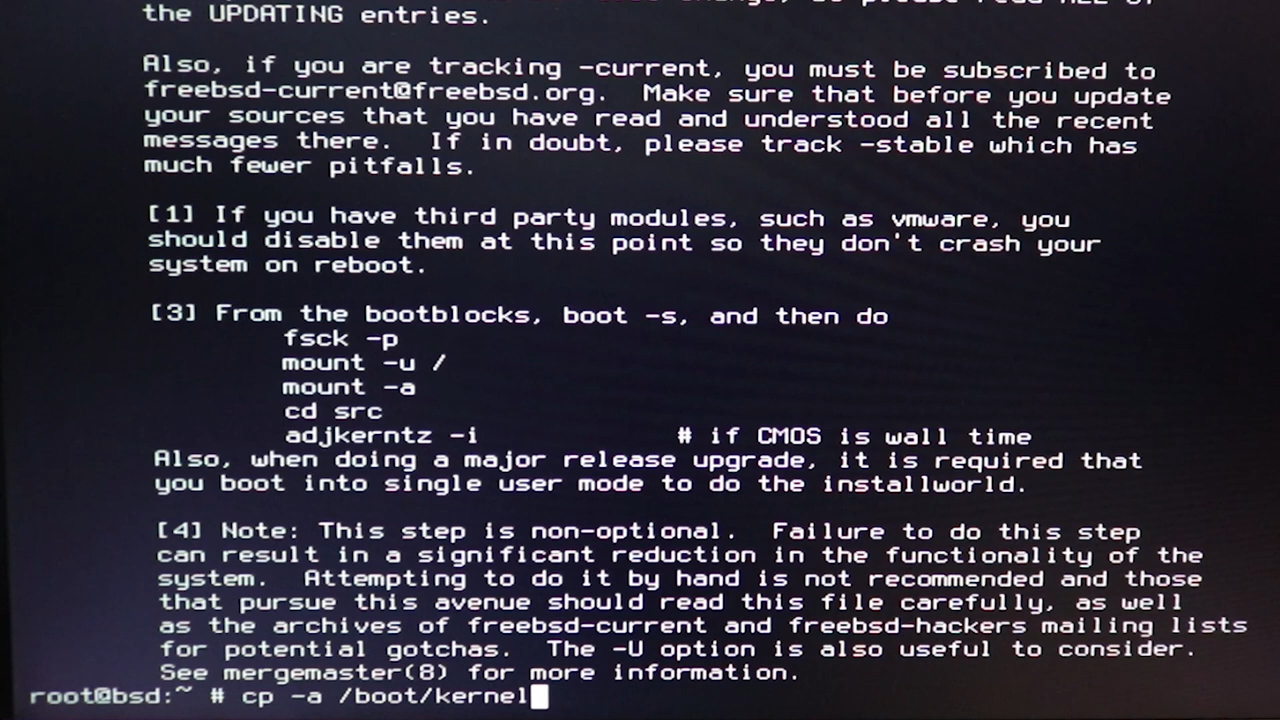 the UPDATING entries.
Also, if you are tracking -current, you must be subscribed to
freebsd-current@freebsd.org.  Make sure that before you update
your sources that you have read and understood all the recent
messages there.  If in doubt, please track -stable which has
much fewer pitfalls.
[1] If you have third party modules, such as vmware, you
should disable them at this point so they don't crash your
system on reboot.
[3] From the bootblocks, boot -s, and then do
fsck -p
mount -u /
mount -a
cd src
adjkerntz -i # if CMOS is wall time
Also, when doing a major release upgrade, it is required that
you boot into single user mode to do the installworld.
[4] Note: This step is non-optional.  Failure to do this step
can result in a significant reduction in the functionality of the
system.  Attempting to do it by hand is not recommended and those
that pursue this avenue should read this file carefully, as well
as the archives of freebsd-current and freebsd-hackers mailing lists
for potential gotchas.  The -U option is also useful to consider.
See mergemaster(8) for more information.
root@bsd:~ # cp -a /boot/kernel